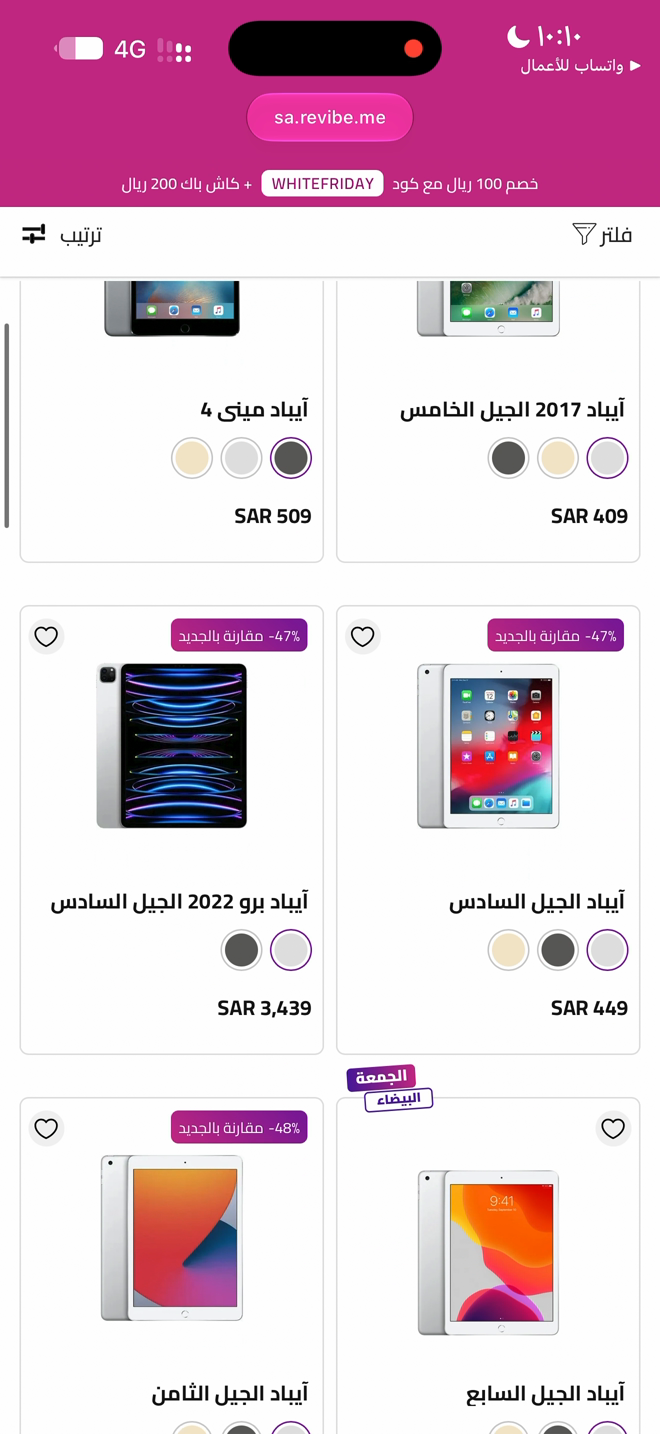 ١٠:١٠
4G
◀ واتساب للأعمال
sa.revibe.me
خصم 100 ريال مع كود WHITEFRIDAY + كاش باك 200 ريال
فلتر
ترتيب
آيباد 2017 الجيل الخامس
SAR 409
آيباد ميني 4
SAR 509
-47% مقارنة بالجديد
آيباد الجيل السادس
SAR 449
-47% مقارنة بالجديد
آيباد برو 2022 الجيل السادس
SAR 3,439
الجمعة
البيضاء
9:41
آيباد الجيل السابع
-48% مقارنة بالجديد
آيباد الجيل الثامن